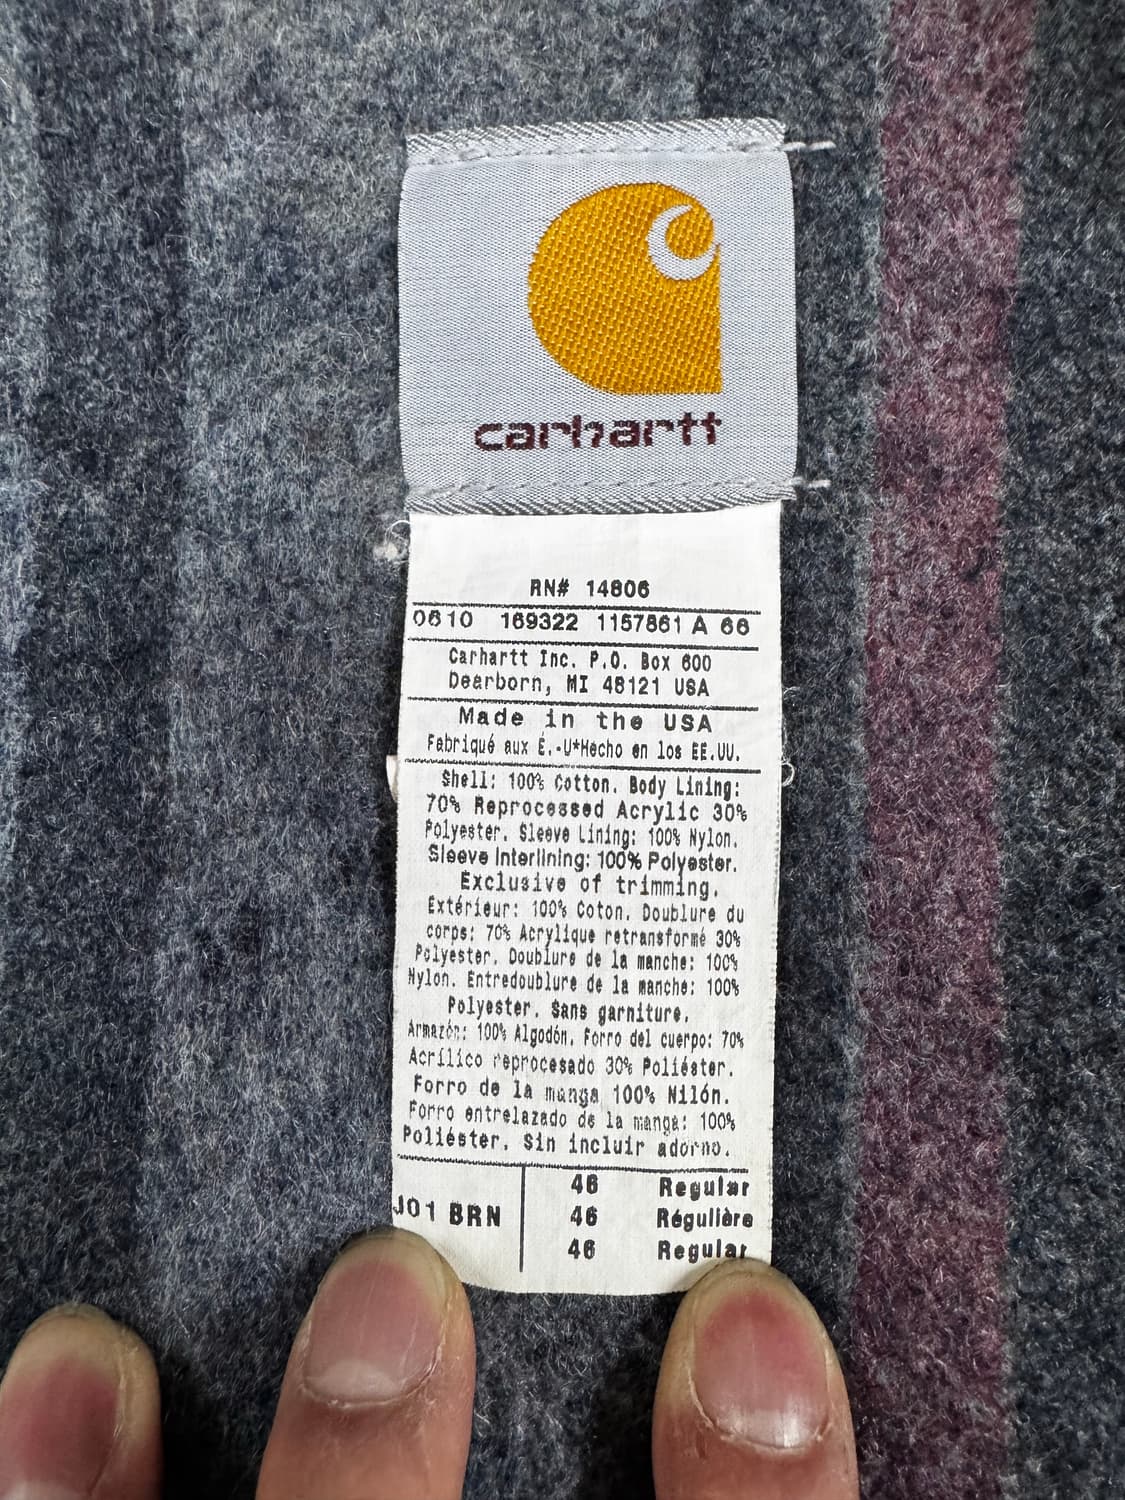 carhartt
RN# 14806
0610 169322 1157861 A 66
Carhartt Inc. P.O. Box 600
Dearborn, MI 48121 USA
Made in the USA
Fabriqué aux É.-U*Hecho en los EE.UU.
Shell: 100% Cotton. Body Lining:
70% Reprocessed Acrylic 30%
Polyester. Sleeve Lining: 100% Nylon.
Sleeve Interlining: 100% Polyester.
Exclusive of trimming.
Extérieur: 100% Coton. Doublure du
corps: 70% Acrylique retransformé 30%
Polyester. Doublure de la manche: 100%
Nylon. Entredoublure de la manche: 100%
Polyester. Sans garniture.
Armazón: 100% Algodón. Forro del cuerpo: 70%
Acrílico reprocesado 30% Poliéster.
Forro de la manga 100% Nilón.
Forro entrelazado de la manga: 100%
Poliéster. Sin incluir adorno.
46 Regular
J01 BRN 46 Régulière
46 Regular